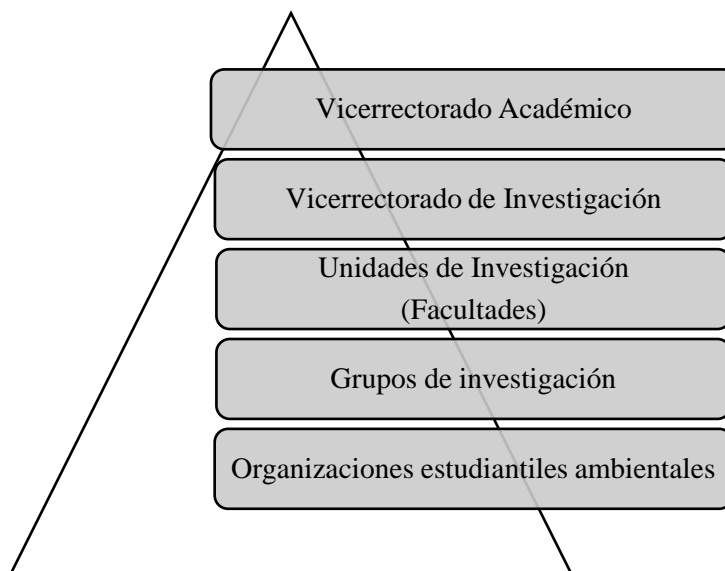 Vicerrectorado Académico
Vicerrectorado de Investigación
Unidades de Investigación
(Facultades)
Grupos de investigación
Organizaciones estudiantiles ambientales